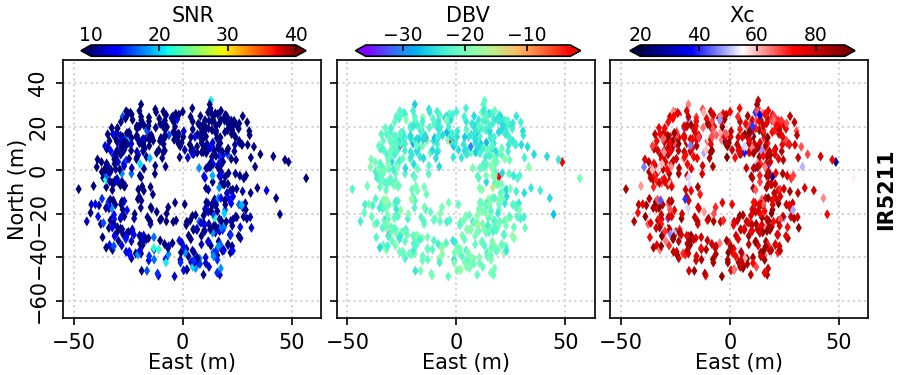 SNR DBV Xc
10 20 30 40 −30 −20 −10 20 40 60 80
40
20
0
−20
−40
−60
North (m)
IR5211
−50 0 50 −50 0 50 −50 0 50
East (m) East (m) East (m)